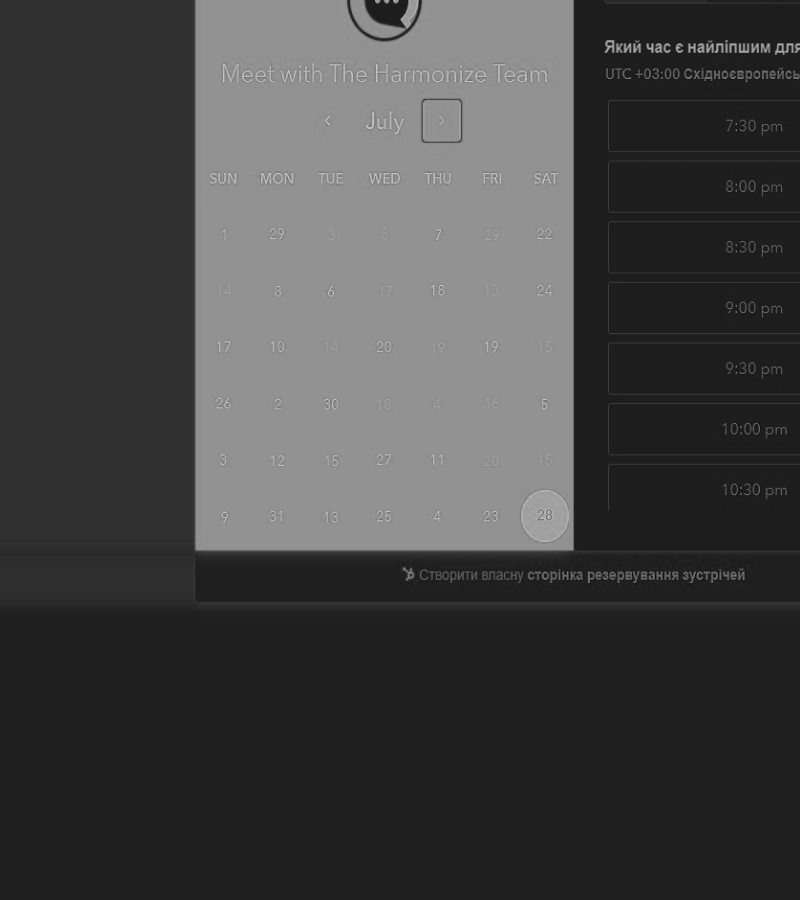 Meet with The Harmonize Team
July
SUN MON TUE WED THU FRI SAT
1 29 3 8 7 29 22
14 8 6 17 18 13 24
17 10 14 20 19 19 15
26 2 30 18 4 16 5
3 12 15 27 11 20 15
9 31 13 25 4 23 28
Який час є найліпшим для
UTC +03:00
7:30 pm
8:00 pm
8:30 pm
9:00 pm
9:30 pm
10:00 pm
10:30 pm
Створити власну сторінка резервування зустрічей